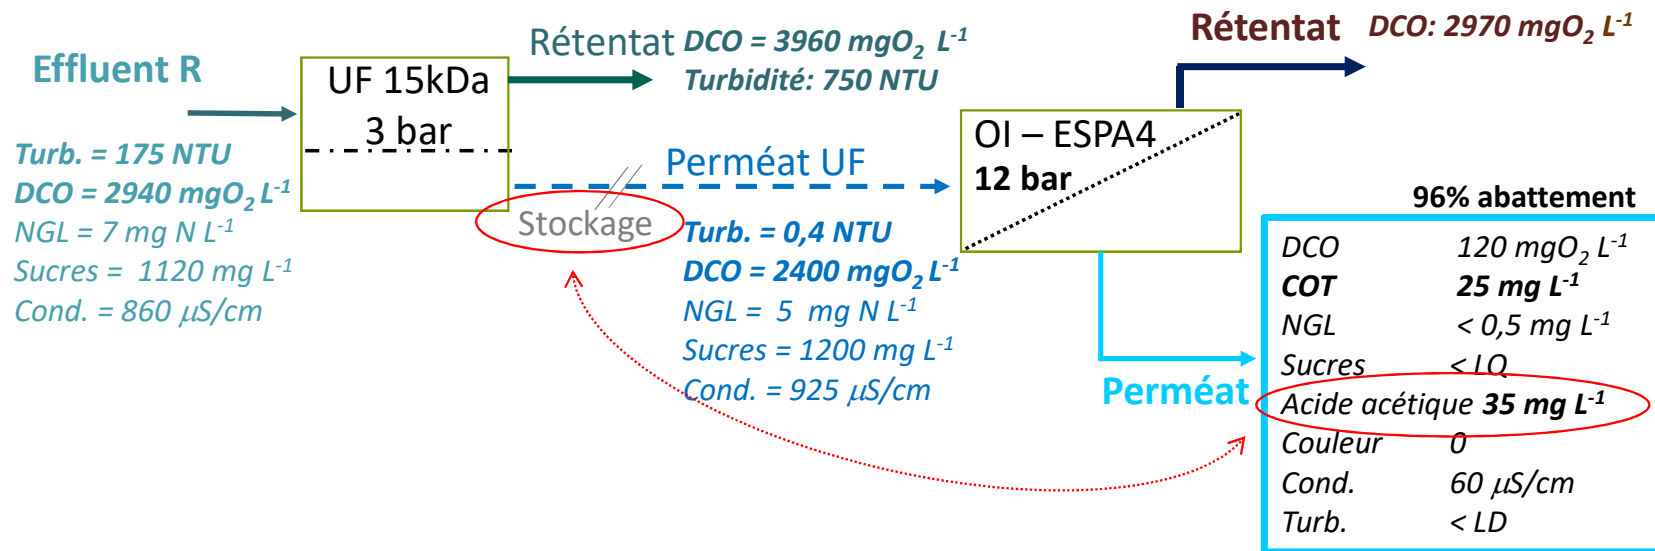 Effluent R
Turb. = 175 NTU
DCO = 2940 mgO2 L-1
NGL = 7 mg N L-1
Sucres = 1120 mg L-1
Cond. = 860 µS/cm
UF 15kDa
3 bar
Rétentat DCO = 3960 mgO2 L-1
Turbidité: 750 NTU
Perméat UF
Stockage
Turb. = 0,4 NTU
DCO = 2400 mgO2 L-1
NGL = 5 mg N L-1
Sucres = 1200 mg L-1
Cond. = 925 µS/cm
OI – ESPA4
12 bar
Rétentat DCO: 2970 mgO2 L-1
Perméat
96% abattement
DCO 120 mgO2 L-1
COT 25 mg L-1
NGL < 0,5 mg L-1
Sucres < LQ
Acide acétique 35 mg L-1
Couleur 0
Cond. 60 µS/cm
Turb. < LD